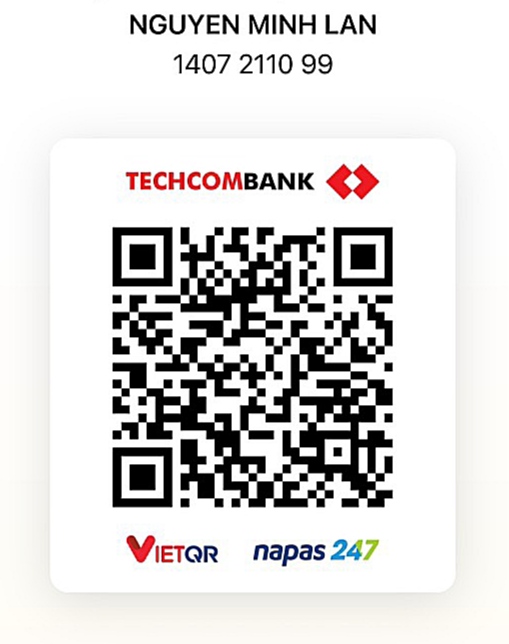 NGUYEN MINH LAN
1407 2110 99
TECHCOMBANK
VIETQR
napas 247